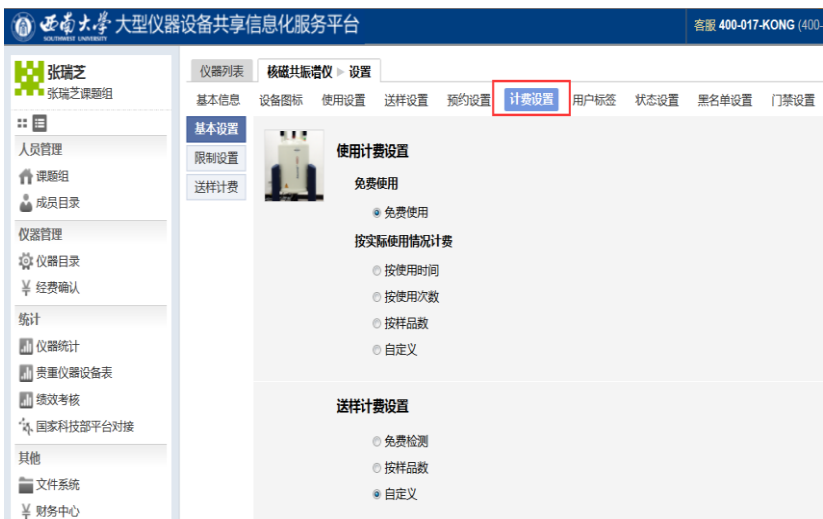 西南大学 大型仪器设备共享信息化服务平台
SOUTHWEST UNIVERSITY
客服 400-017-KONG (400-
张瑞芝
张瑞芝课题组
人员管理
课题组
成员目录
仪器管理
仪器目录
经费确认
统计
仪器统计
贵重仪器设备表
绩效考核
国家科技部平台对接
其他
文件系统
财务中心
仪器列表 核磁共振谱仪 ▷ 设置
基本信息 设备图标 使用设置 送样设置 预约设置 计费设置 用户标签 状态设置 黑名单设置 门禁设置
基本设置
限制设置
送样计费
使用计费设置
免费使用
免费使用
按实际使用情况计费
按使用时间
按使用次数
按样品数
自定义
送样计费设置
免费检测
按样品数
自定义